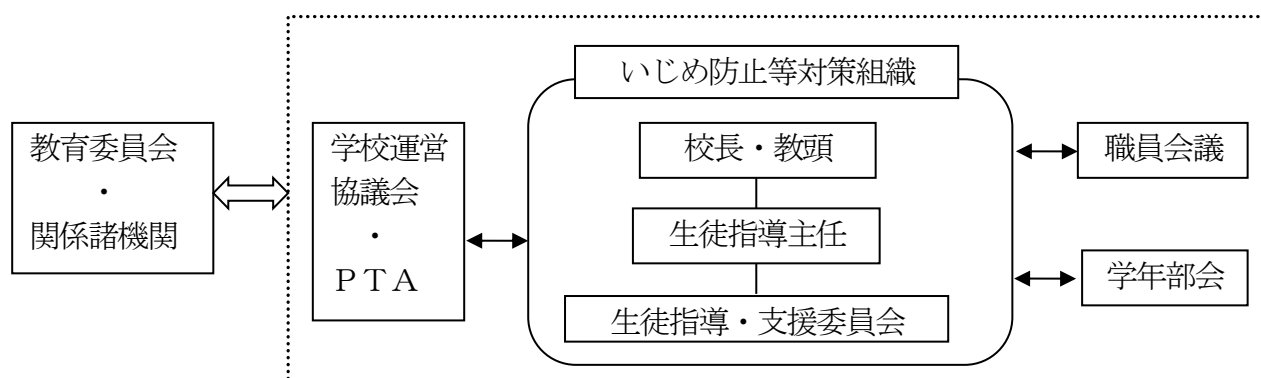 いじめ防止等対策組織
教育委員会
・
関係諸機関
学校運営
協議会
・
ＰＴＡ
校長・教頭
生徒指導主任
生徒指導・支援委員会
職員会議
学年部会